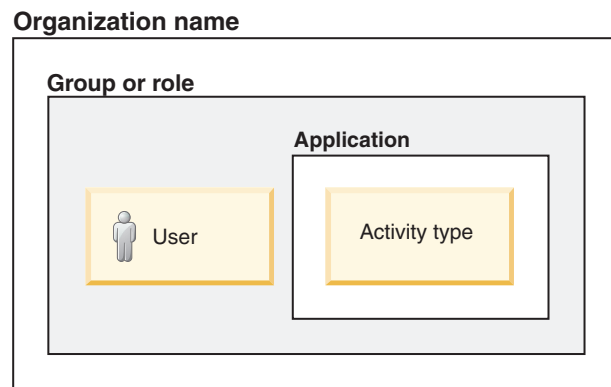 Organization name
Group or role
Application
User
Activity type